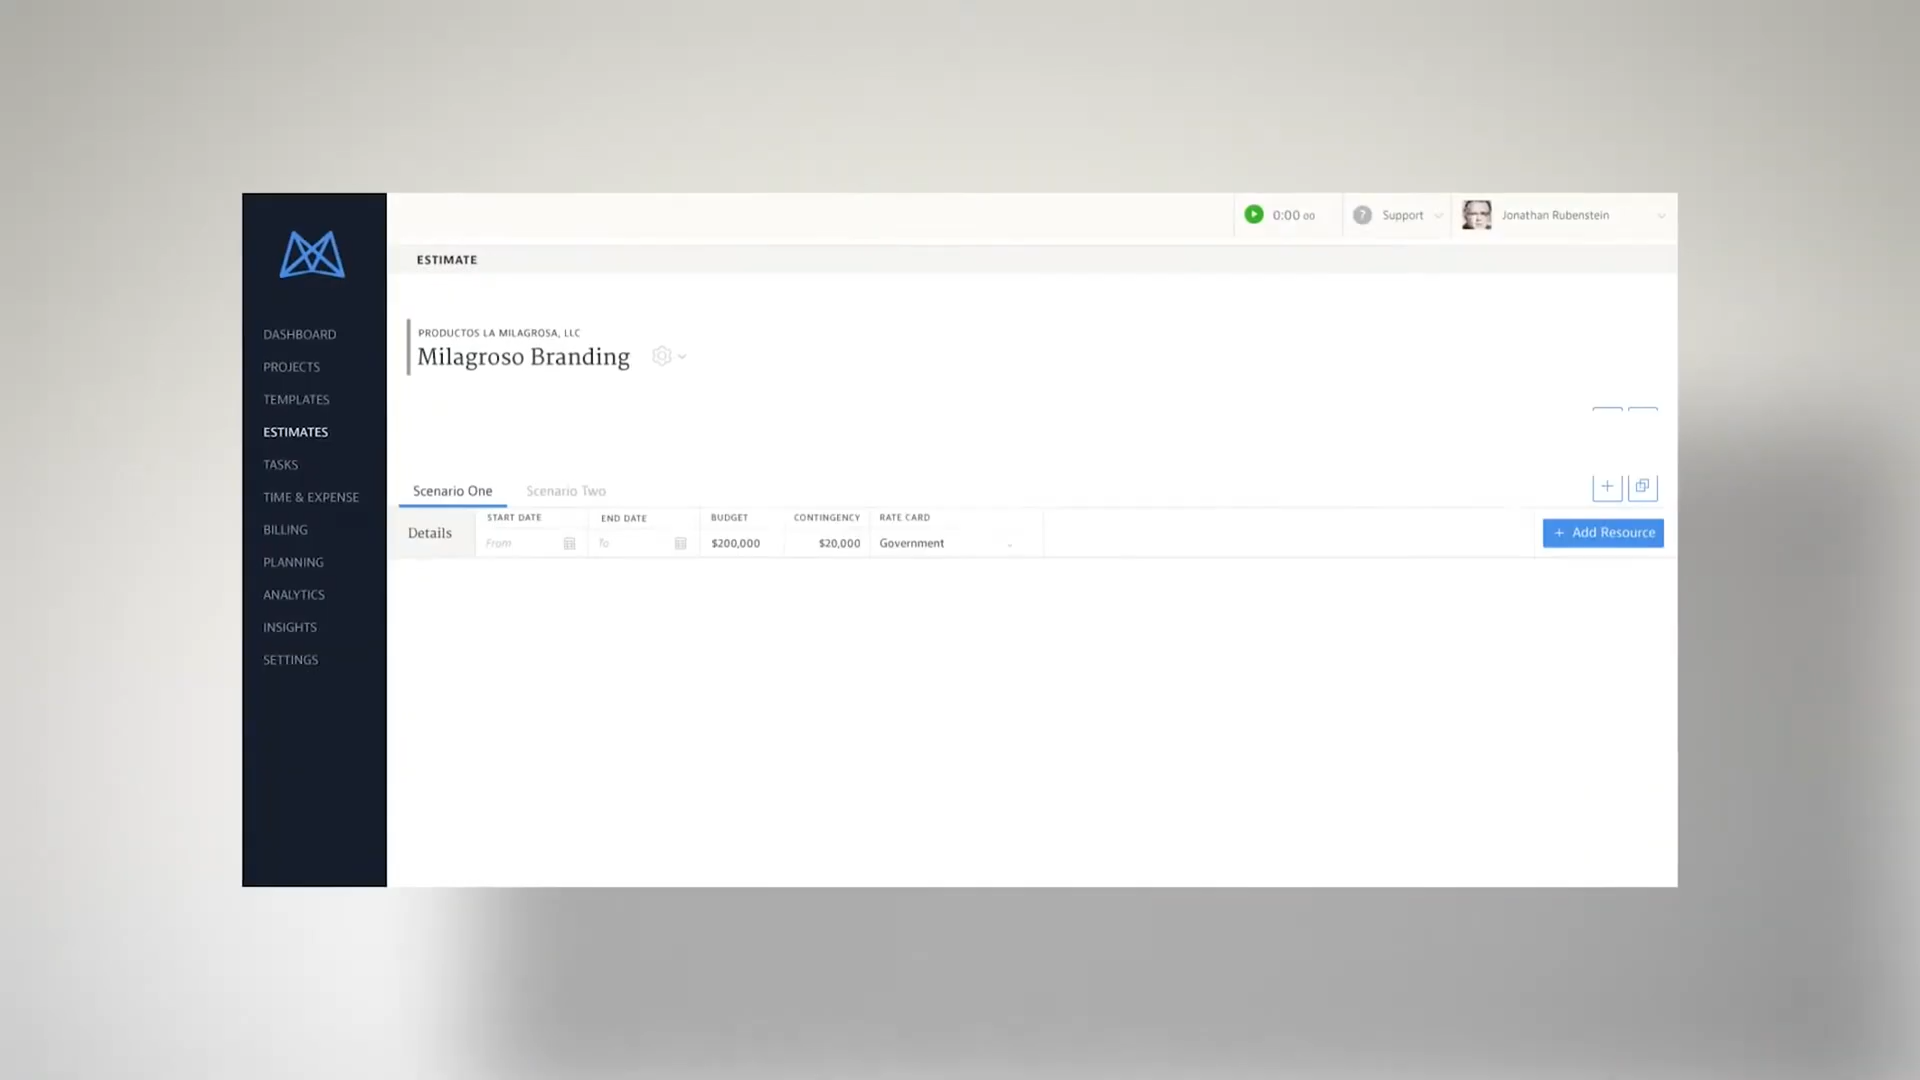 0:00 00
? Support
Jonathan Rubenstein
ESTIMATE
DASHBOARD
PROJECTS
TEMPLATES
ESTIMATES
TASKS
TIME & EXPENSE
BILLING
PLANNING
ANALYTICS
INSIGHTS
SETTINGS
PRODUCTOS LA MILAGROSA, LLC
Milagroso Branding
Scenario One
Scenario Two
Details
START DATE
From
END DATE
To
BUDGET
$200,000
CONTINGENCY
$20,000
RATE CARD
Government
+ Add Resource